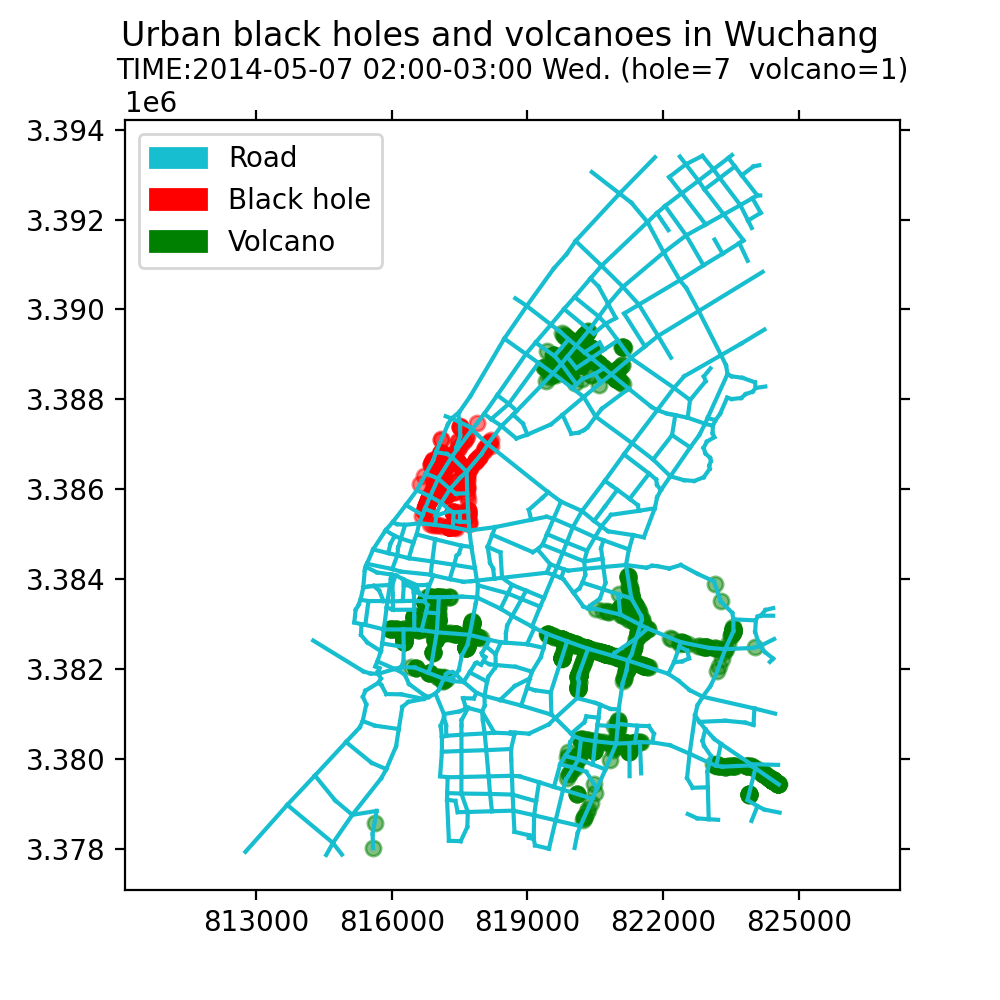 Urban black holes and volcanoes in Wuchang
TIME:2014-05-07 02:00-03:00 Wed. (hole=7  volcano=1)
1e6
3.394
3.392
3.390
3.388
3.386
3.384
3.382
3.380
3.378
Road
Black hole
Volcano
813000 816000 819000 822000 825000